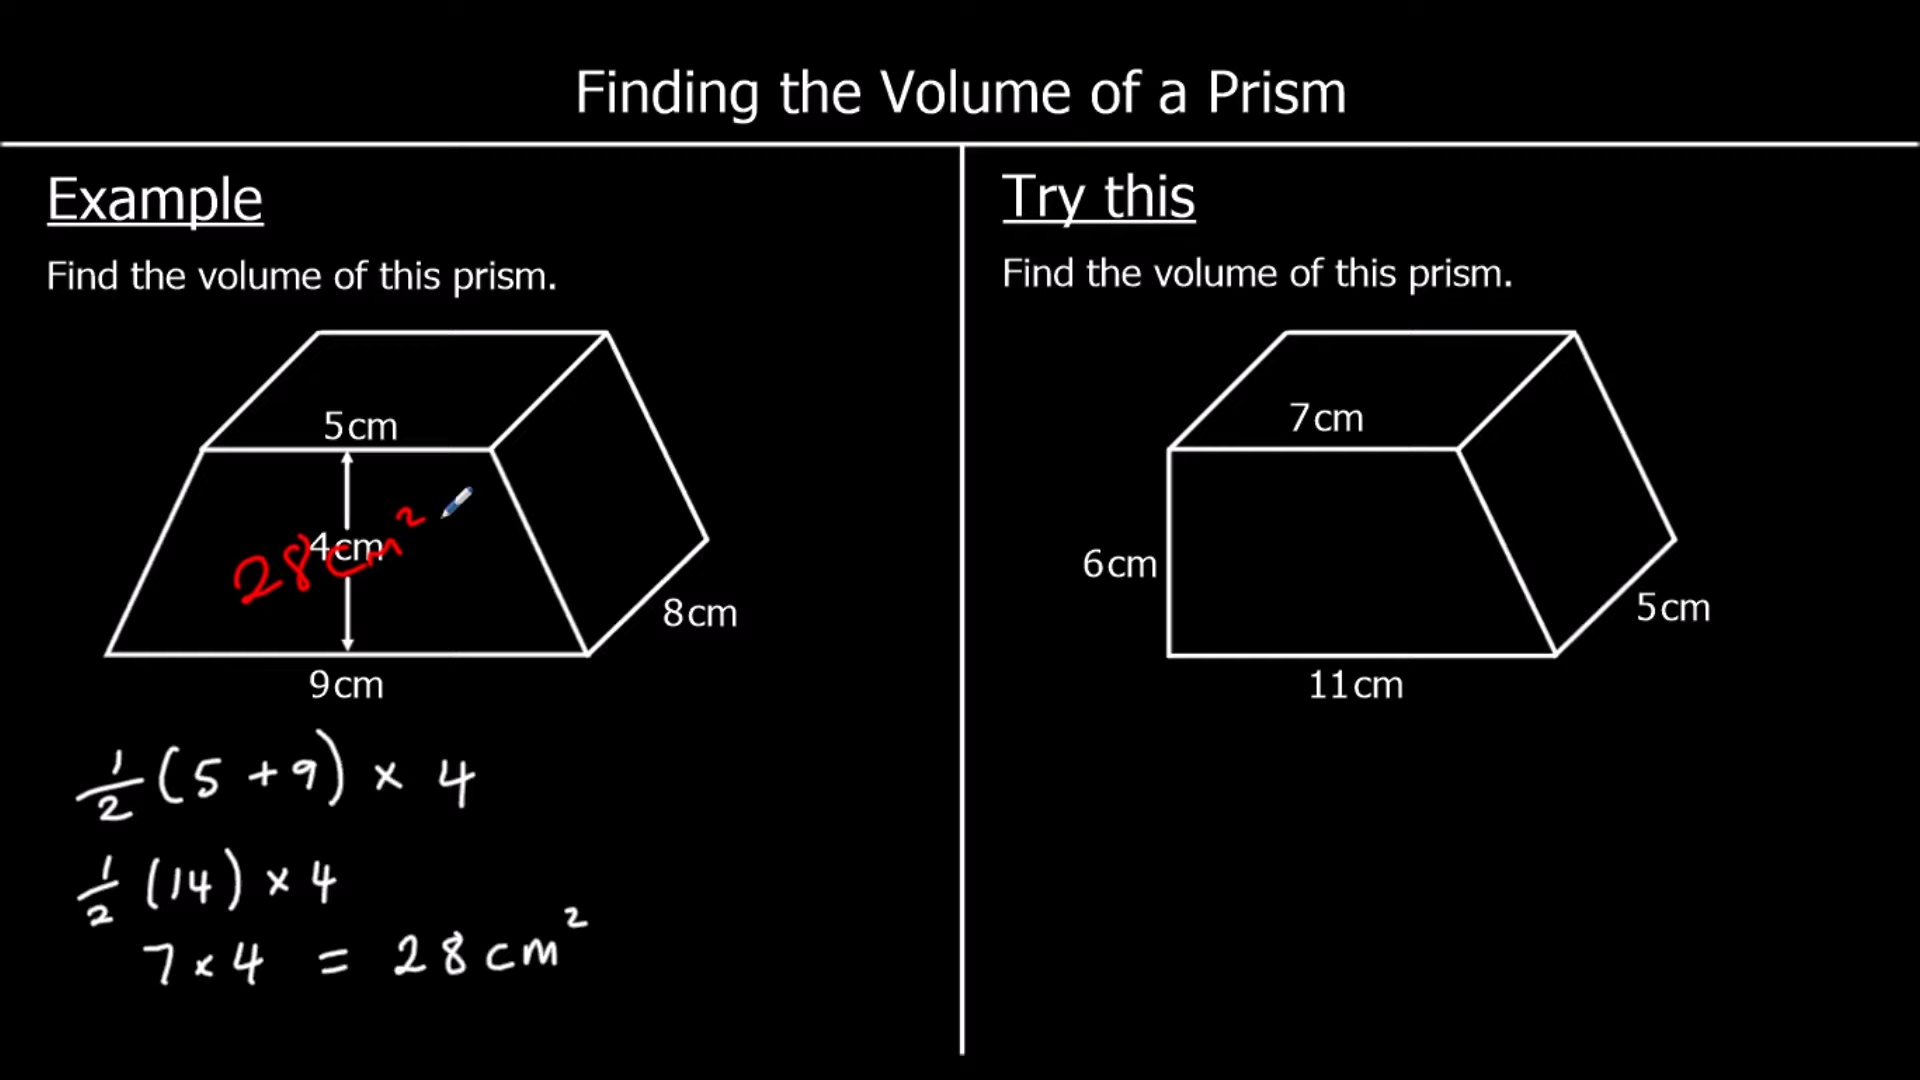 Finding the Volume of a Prism
Example
Find the volume of this prism.
5cm
4cm
28cm²
8cm
9cm
½(5+9) × 4
½(14) × 4
7×4 = 28cm²
Try this
Find the volume of this prism.
7cm
6cm
5cm
11cm